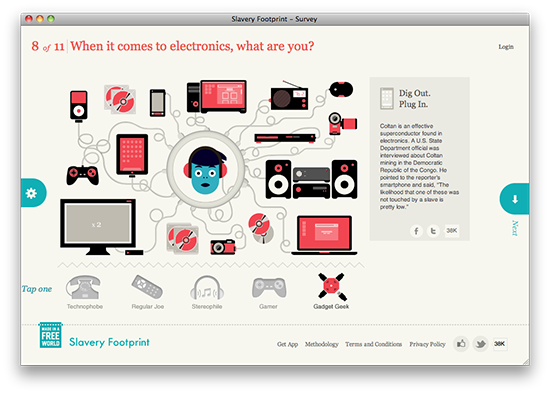 Slavery Footprint – Survey
8 of 11 When it comes to electronics, what are you?
Login
Dig Out.
Plug In.
Coltan is an effective
superconductor found in
electronics. A U.S. State
Department official was
interviewed about Coltan
mining in the Democratic
Republic of the Congo. He
pointed to the reporter's
smartphone and said, "The
likelihood that one of these was
not touched by a slave is
pretty low."
38K
x 2
Next
Tap one
Technophobe
Regular Joe
Stereophile
Gamer
Gadget Geek
MADE IN A
FREE
WORLD
Slavery Footprint
Get App
Methodology
Terms and Conditions
Privacy Policy
38K